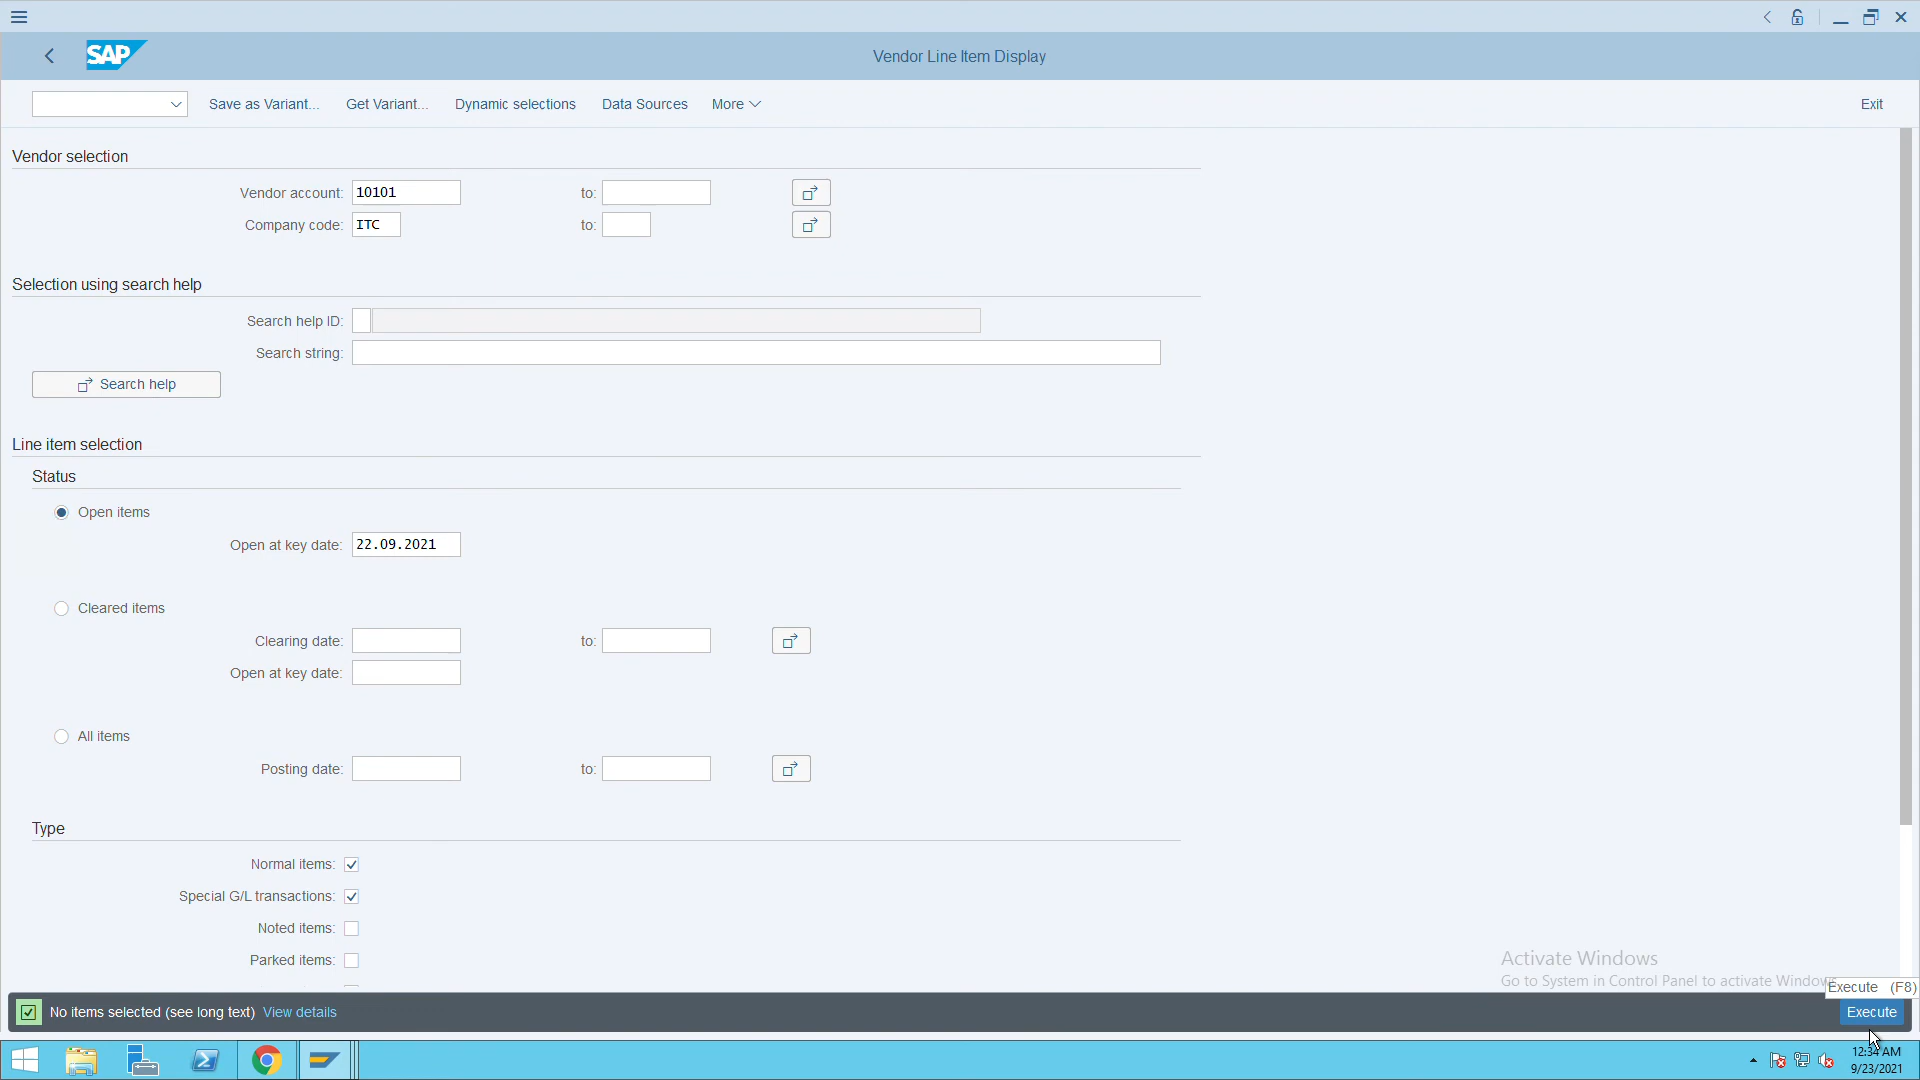 SAP
Vendor Line Item Display
Save as Variant... Get Variant... Dynamic selections Data Sources More Exit
Vendor selection
Vendor account: 10101 to:
Company code: ITC to:
Selection using search help
Search help ID:
Search string:
Search help
Line item selection
Status
Open items
Open at key date: 22.09.2021
Cleared items
Clearing date: to:
Open at key date:
All items
Posting date: to:
Type
Normal items:
Special G/L transactions:
Noted items:
Parked items:
Activate Windows
Go to System in Control Panel to activate Windows
Execute (F8)
No items selected (see long text) View details Execute
12:34 AM
9/23/2021